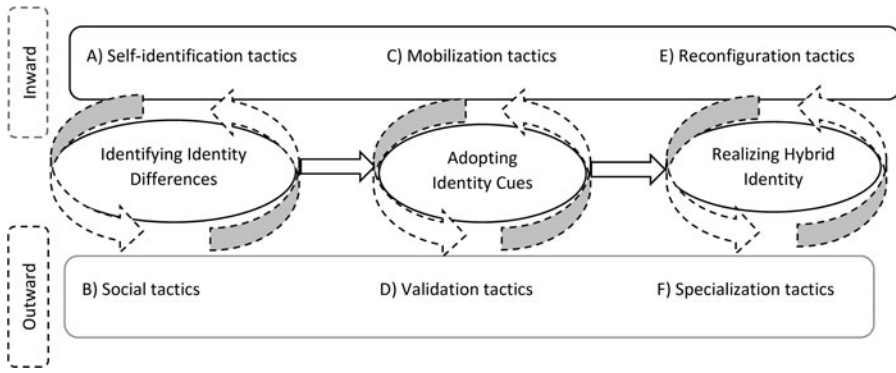 Inward
A) Self-identification tactics
C) Mobilization tactics
E) Reconfiguration tactics
Identifying Identity
Differences
Adopting
Identity Cues
Realizing Hybrid
Identity
Outward
B) Social tactics
D) Validation tactics
F) Specialization tactics